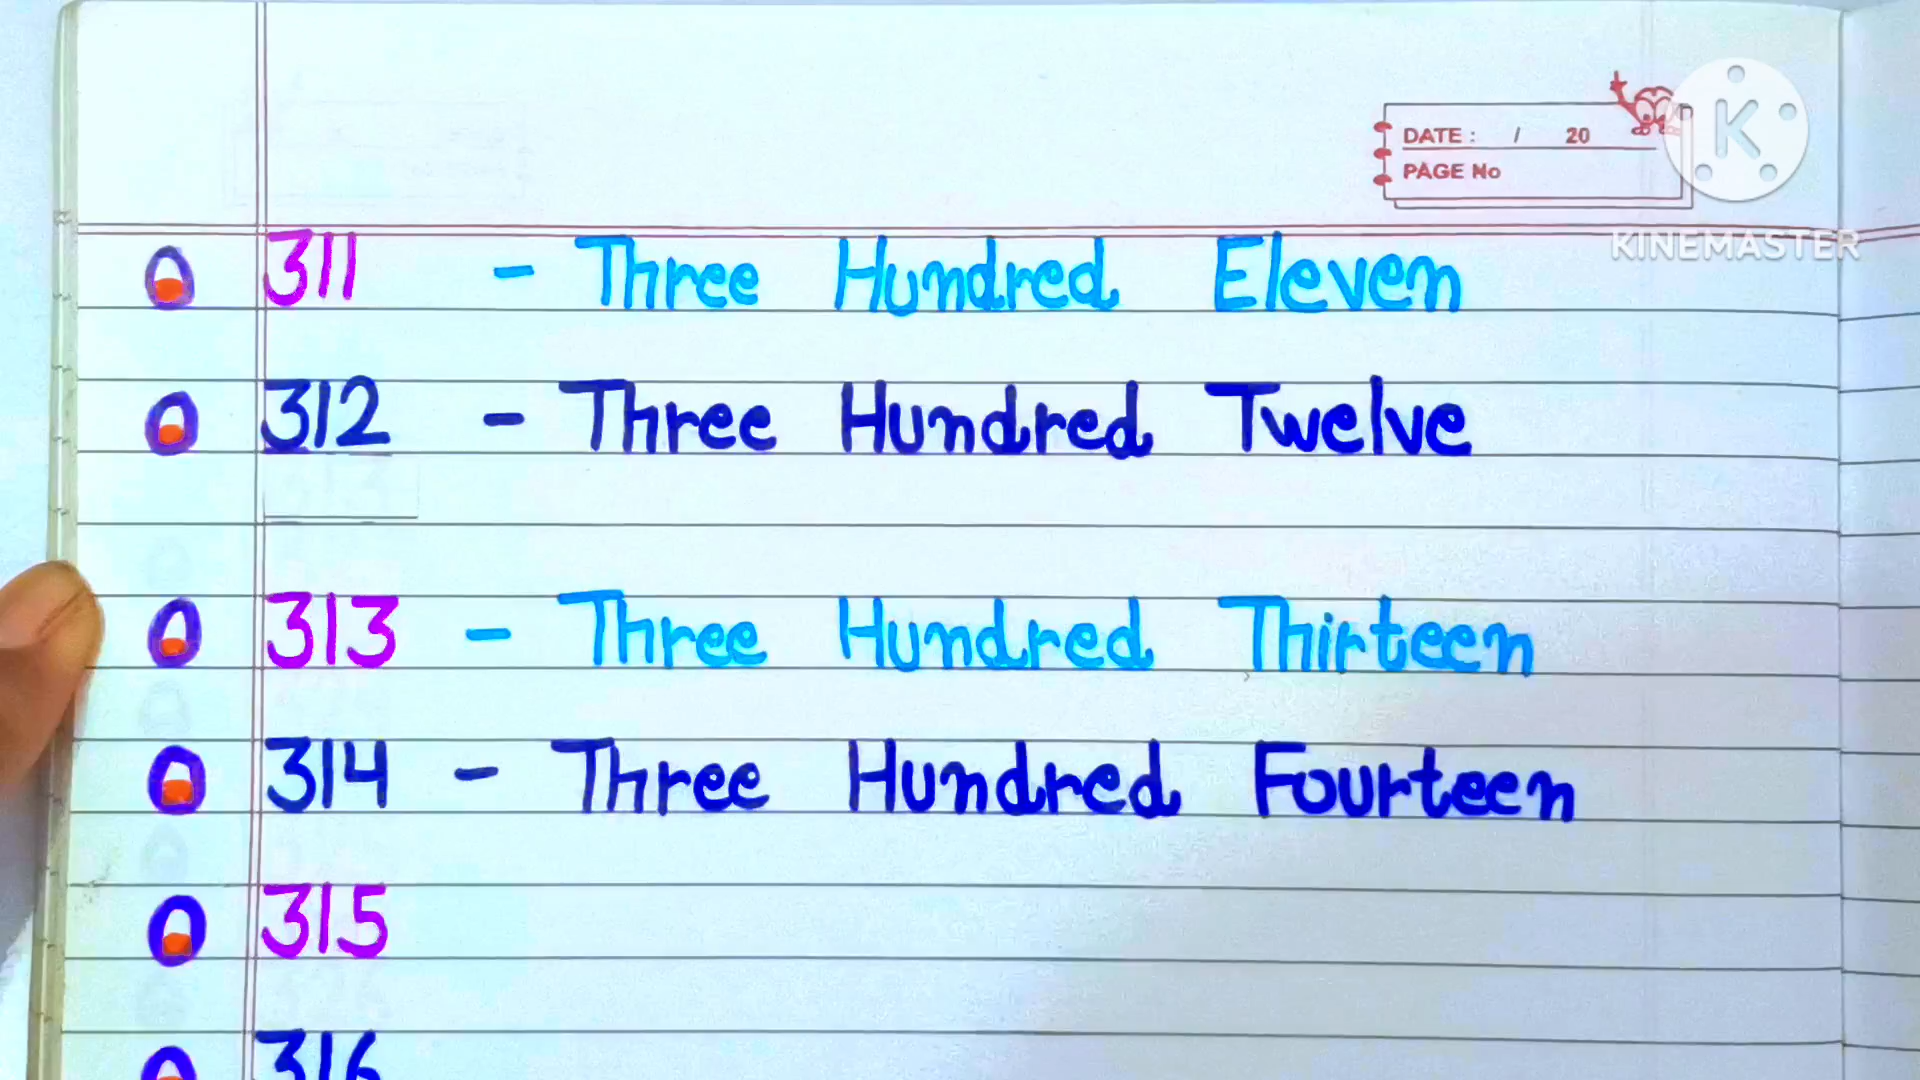 DATE : / 20
PAGE No
KINEMASTER
311 - Three Hundred Eleven
312 - Three Hundred Twelve
313 - Three Hundred Thirteen
314 - Three Hundred Fourteen
315
316